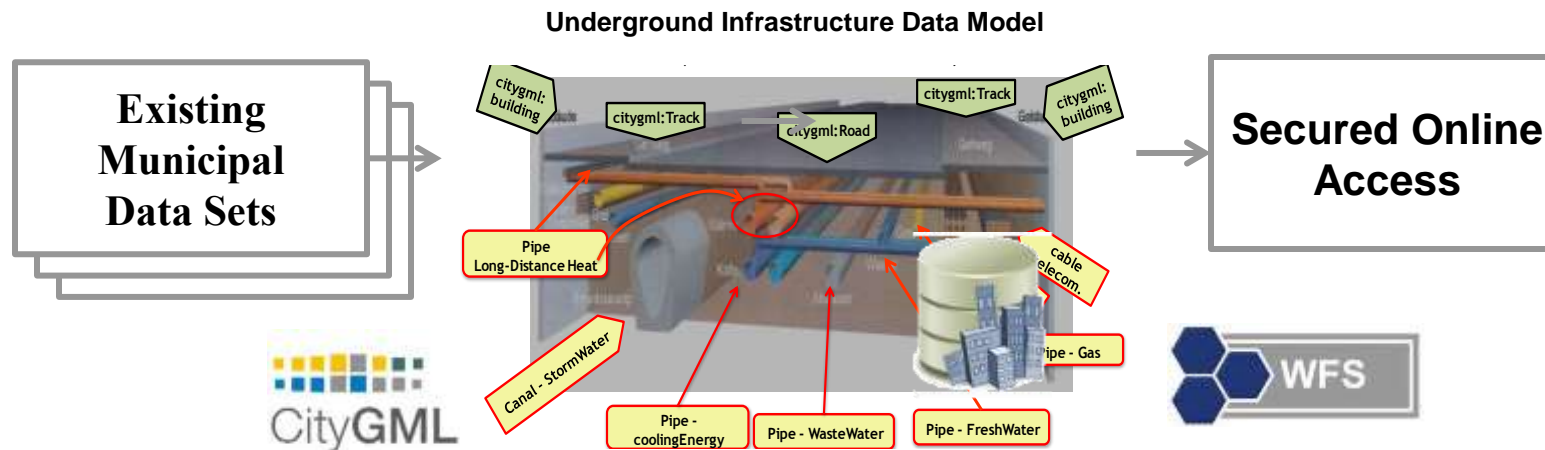 Underground Infrastructure Data Model
Existing
Municipal
Data Sets
citygml:
building
citygml:Track
citygml:Road
citygml:Track
citygml:
building
Secured Online
Access
Pipe
Long-Distance Heat
cable
elecom.
Canal - StormWater
Pipe -
coolingEnergy
Pipe - WasteWater
Pipe - FreshWater
Pipe - Gas
CityGML
WFS